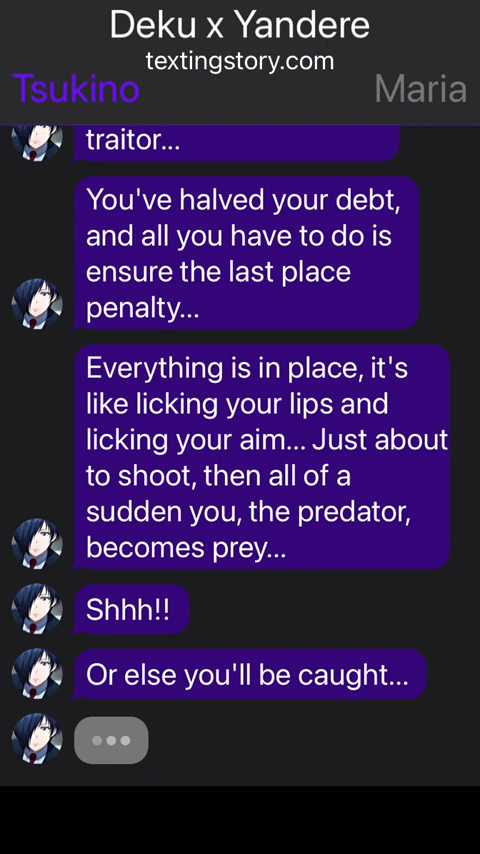 Deku x Yandere
textingstory.com
Tsukino
Maria
traitor...
You've halved your debt,
and all you have to do is
ensure the last place
penalty...
Everything is in place, it's
like licking your lips and
licking your aim... Just about
to shoot, then all of a
sudden you, the predator,
becomes prey...
Shhh!!
Or else you'll be caught...